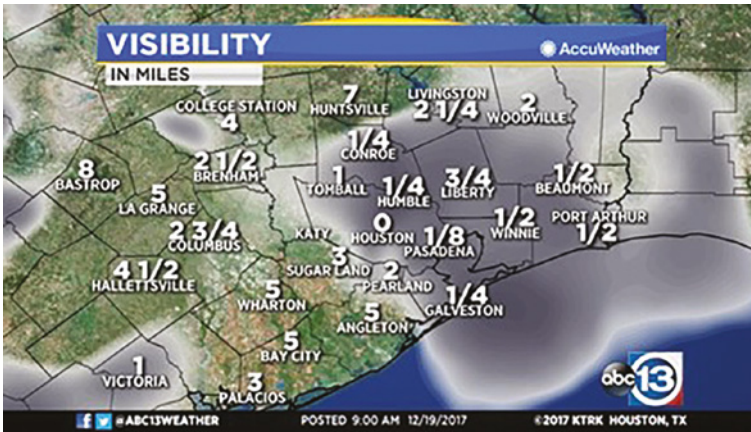 VISIBILITY
AccuWeather
IN MILES
COLLEGE STATION
4
7
HUNTSVILLE
LIVINGSTON
2 1/4
2
WOODVILLE
1/4
CONROE
8
BASTROP
2 1/2
BRENHAM
1
TOMBALL
1/4
HUMBLE
3/4
LIBERTY
1/2
BEAUMONT
5
LA GRANGE
2 3/4
COLUMBUS
KATY
0
HOUSTON
1/8
PASADENA
1/2
WINNIE
PORT ARTHUR
1/2
3
SUGAR LAND
4 1/2
HALLETTSVILLE
2
PEARLAND
5
WHARTON
1/4
GALVESTON
5
ANGLETON
5
BAY CITY
1
VICTORIA
3
PALACIOS
abc 13
@ABC13WEATHER
POSTED 9:00 AM 12/19/2017
©2017 KTRK HOUSTON, TX